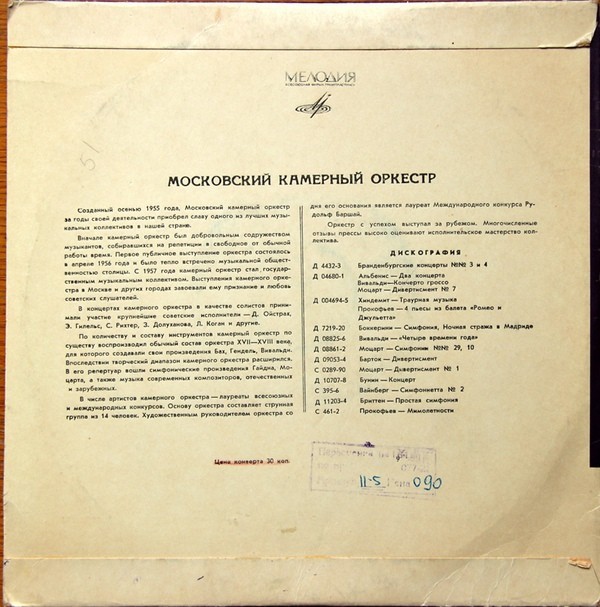 МЕЛОДИЯ
51
МОСКОВСКИЙ КАМЕРНЫЙ ОРКЕСТР
Созданный осенью 1955 года, Московский камерный оркестр
за годы своей деятельности приобрел славу одного из лучших музы-
кальных коллективов в нашей стране.
Вначале камерный оркестр был добровольным содружеством
музыкантов, собиравшихся на репетиции в свободное от обычной
работы время. Первое публичное выступление оркестра состоялось
в апреле 1956 года и было тепло встречено музыкальной общест-
венностью столицы. С 1957 года камерный оркестр стал государ-
ственным музыкальным коллективом. Выступления камерного орке-
стра в Москве и других городах завоевали ему признание и любовь
советских слушателей.
В концертах камерного оркестра в качестве солистов прини-
мали участие крупнейшие советские исполнители — Д. Ойстрах,
Э. Гилельс, С. Рихтер, З. Долуханова, Л. Коган и другие.
По количеству и составу инструментов камерный оркестр по
существу воспроизводил обычный состав оркестра XVII—XVIII века,
для которого создавали свои произведения Бах, Гендель, Вивальди.
Впоследствии творческий диапазон камерного оркестра расширился.
В его репертуар вошли симфонические произведения Гайдна, Мо-
царта, а также музыка современных композиторов, отечественных
и зарубежных.
В числе артистов камерного оркестра — лауреаты всесоюзных
и международных конкурсов. Основу оркестра составляет струнная
группа из 14 человек. Художественным руководителем оркестра со
дня его основания является лауреат Международного конкурса Ру-
дольф Баршай.
Оркестр с успехом выступал за рубежом. Многочисленные
отзывы прессы высоко оценивают исполнительское мастерство кол-
лектива.
ДИСКОГРАФИЯ
Д 4432-3 Бранденбургские концерты №№ 3 и 4
Д 04680-1 Альбенис — Два концерта
Вивальди — Кончерто гроссо
Моцарт — Дивертисмент № 7
Д 004694-5 Хиндемит — Траурная музыка
Прокофьев — 4 пьесы из балета «Ромео и
Джульетта»
Д 7219-20 Боккерини — Симфония, Ночная стража в Мадриде
Д 08825-6 Вивальди — «Четыре времени года»
Д 08861-2 Моцарт — Симфонии №№ 29, 10
Д 09053-4 Барток — Дивертисмент
С 0289-90 Моцарт — Дивертисмент № 1
Д 10707-8 Бунин — Концерт
С 395-6 Вайнберг — Симфониетта № 2
Д 11203-4 Бриттен — Простая симфония
С 461-2 Прокофьев — Мимолетности
Цена конверта 30 коп.
11-5 090